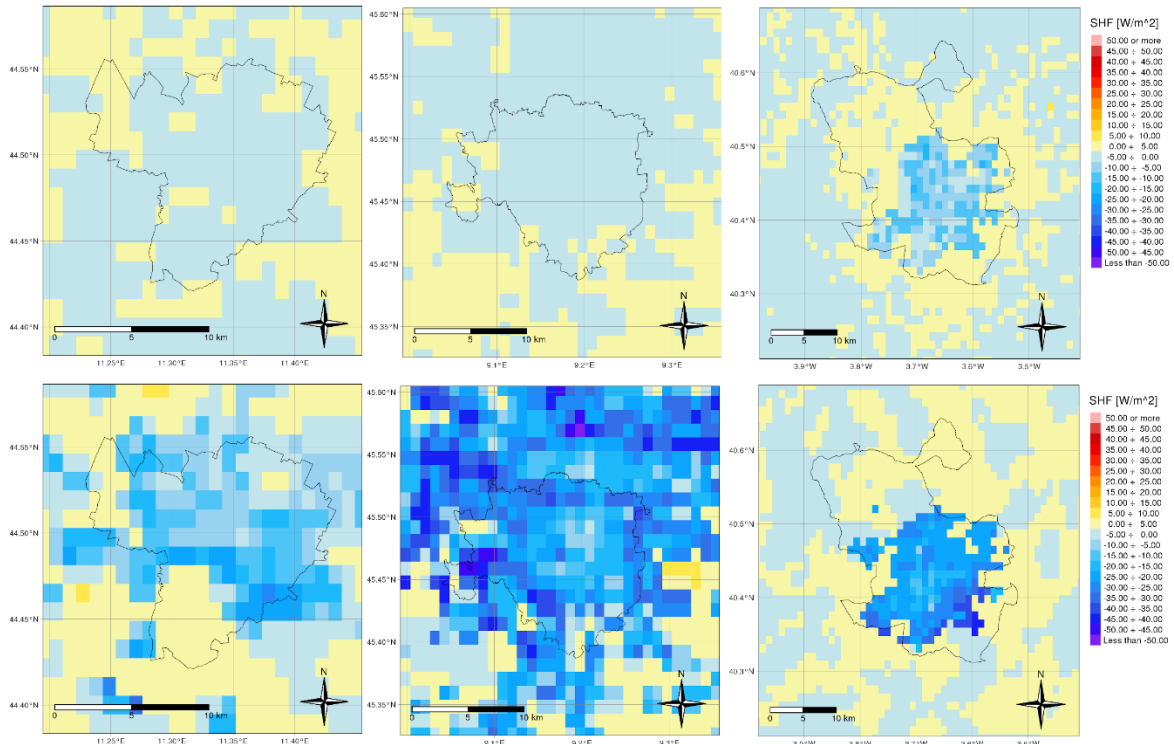 44.55°N
44.50°N
44.45°N
44.40°N
N
0 5 10 km
11.25°E 11.30°E 11.35°E 11.40°E
45.60°N
45.55°N
45.50°N
45.45°N
45.40°N
45.35°N
N
0 5 10 km
9.1°E 9.2°E 9.3°E
40.6°N
40.5°N
40.4°N
40.3°N
N
0 5 10 km
3.9°W 3.8°W 3.7°W 3.6°W 3.5°W
SHF [W/m^2]
50.00 or more
45.00 ÷ 50.00
40.00 ÷ 45.00
35.00 ÷ 40.00
30.00 ÷ 35.00
25.00 ÷ 30.00
20.00 ÷ 25.00
15.00 ÷ 20.00
10.00 ÷ 15.00
5.00 ÷ 10.00
0.00 ÷ 5.00
-5.00 ÷ 0.00
-10.00 ÷ -5.00
-15.00 ÷ -10.00
-20.00 ÷ -15.00
-25.00 ÷ -20.00
-30.00 ÷ -25.00
-35.00 ÷ -30.00
-40.00 ÷ -35.00
-45.00 ÷ -40.00
-50.00 ÷ -45.00
Less than -50.00
44.55°N
44.50°N
44.45°N
44.40°N
N
0 5 10 km
11.25°E 11.30°E 11.35°E 11.40°E
45.60°N
45.55°N
45.50°N
45.45°N
45.40°N
45.35°N
N
0 5 10 km
9.1°E 9.2°E 9.3°E
40.6°N
40.5°N
40.4°N
40.3°N
N
0 5 10 km
SHF [W/m^2]
50.00 or more
45.00 ÷ 50.00
40.00 ÷ 45.00
35.00 ÷ 40.00
30.00 ÷ 35.00
25.00 ÷ 30.00
20.00 ÷ 25.00
15.00 ÷ 20.00
10.00 ÷ 15.00
5.00 ÷ 10.00
0.00 ÷ 5.00
-5.00 ÷ 0.00
-10.00 ÷ -5.00
-15.00 ÷ -10.00
-20.00 ÷ -15.00
-25.00 ÷ -20.00
-30.00 ÷ -25.00
-35.00 ÷ -30.00
-40.00 ÷ -35.00
-45.00 ÷ -40.00
-50.00 ÷ -45.00
Less than -50.00